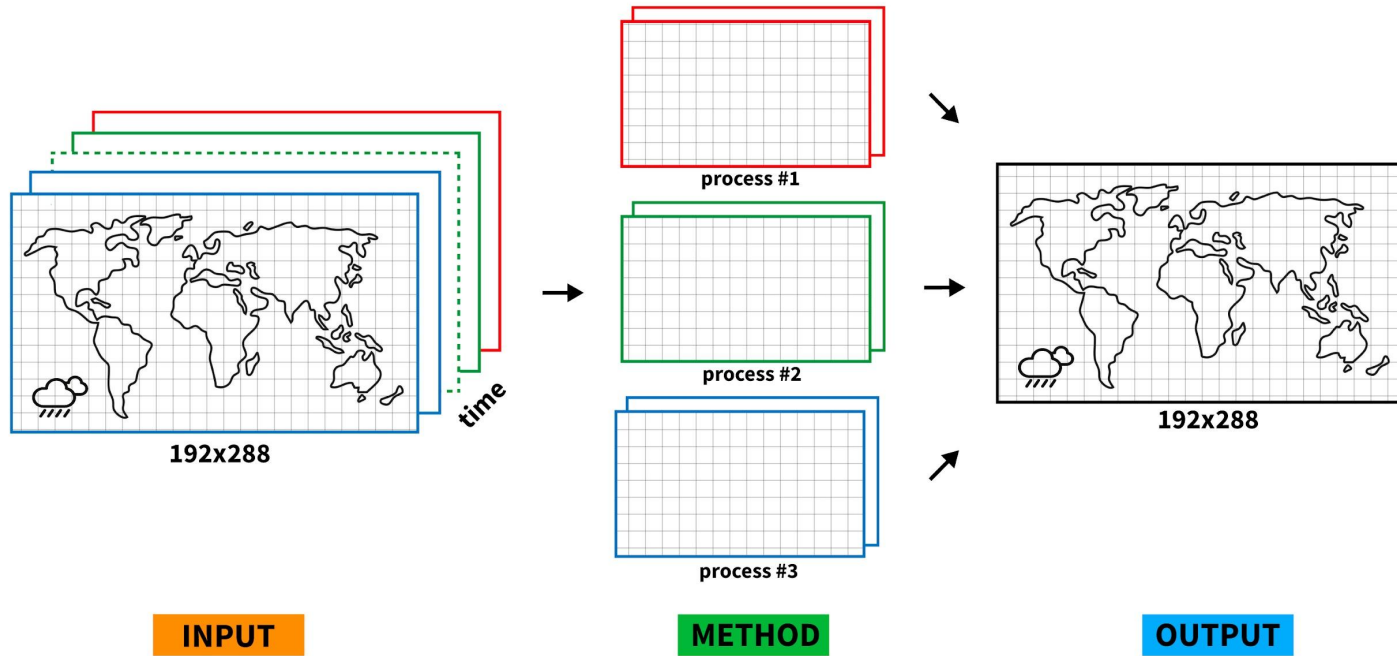 process #1
time
process #2
192x288
192x288
process #3
INPUT
METHOD
OUTPUT